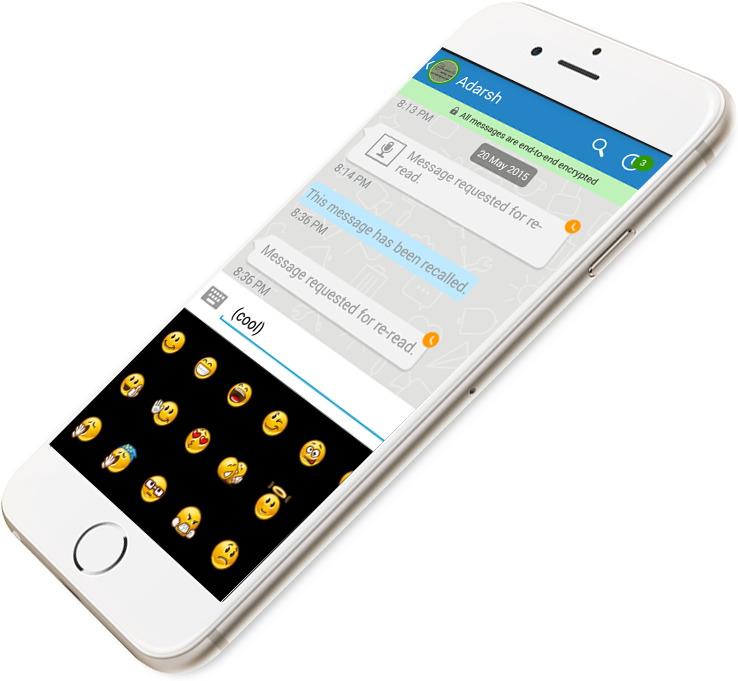 Adarsh
3
All messages are end-to-end encrypted
8:13 PM
20 May 2015
Message requested for re-
read.
8:14 PM
This message has been recalled.
8:36 PM
Message requested for re-read.
8:36 PM
(cool)